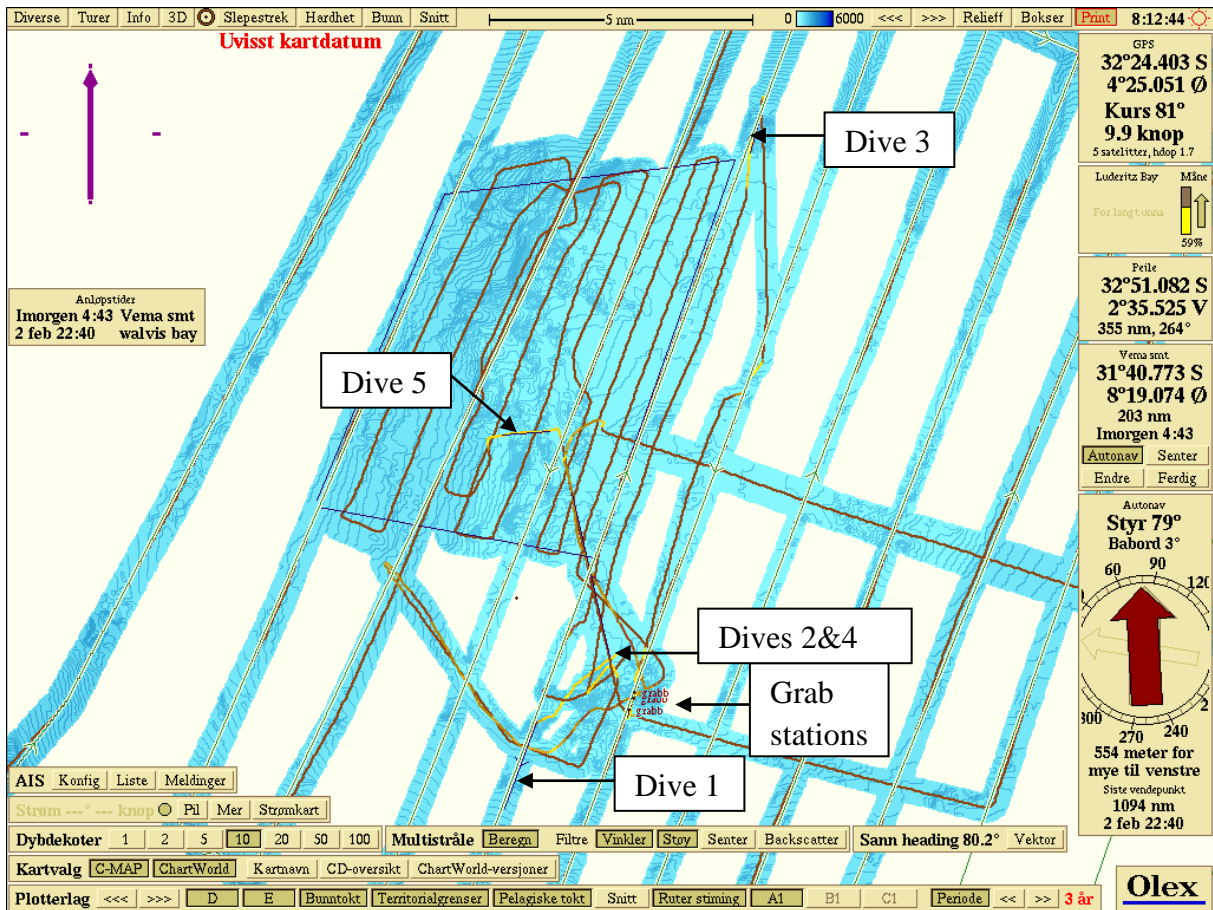 Diverse Turer Info 3D Slepestrek Hardhet Bunn Snitt 5 nm 0 6000 <<< >>> Relieff Bokser Print 8:12:44
Uvisst kartdatum
GPS
32°24.403 S
4°25.051 Ø
Kurs 81°
9.9 knop
5 satelitter, hdop 1.7
Luderitz Bay Måne
For langt unna
59%
Peile
32°51.082 S
2°35.525 V
355 nm, 264°
Vema smt
31°40.773 S
8°19.074 Ø
203 nm
Imorgen 4:43
Autonav Senter
Endre Ferdig
Autonav
Styr 79°
Babord 3°
60 90 120
300 270 240
554 meter for
mye til venstre
Siste vendepunkt
1094 nm
2 feb 22:40
Anløpstider
Imorgen 4:43 Vema smt
2 feb 22:40 walvis bay
Dive 3
Dive 5
Dives 2&4
grabb
grabb
grabb
Grab
stations
Dive 1
AIS Konfig Liste Meldinger
Strøm ---° --- knop Pil Mer Strømkart
Dybdekoter 1 2 5 10 20 50 100 Multistråle Beregn Filtre Vinkler Støy Senter Backscatter Sann heading 80.2° Vektor
Kartvalg C-MAP ChartWorld Kartnavn CD-oversikt ChartWorld-versjoner
Plotterlag <<< >>> D E Bunntokt Territorialgrenser Pelagiske tokt Snitt Ruter stiming A1 B1 C1 Periode << >> 3 år
Olex